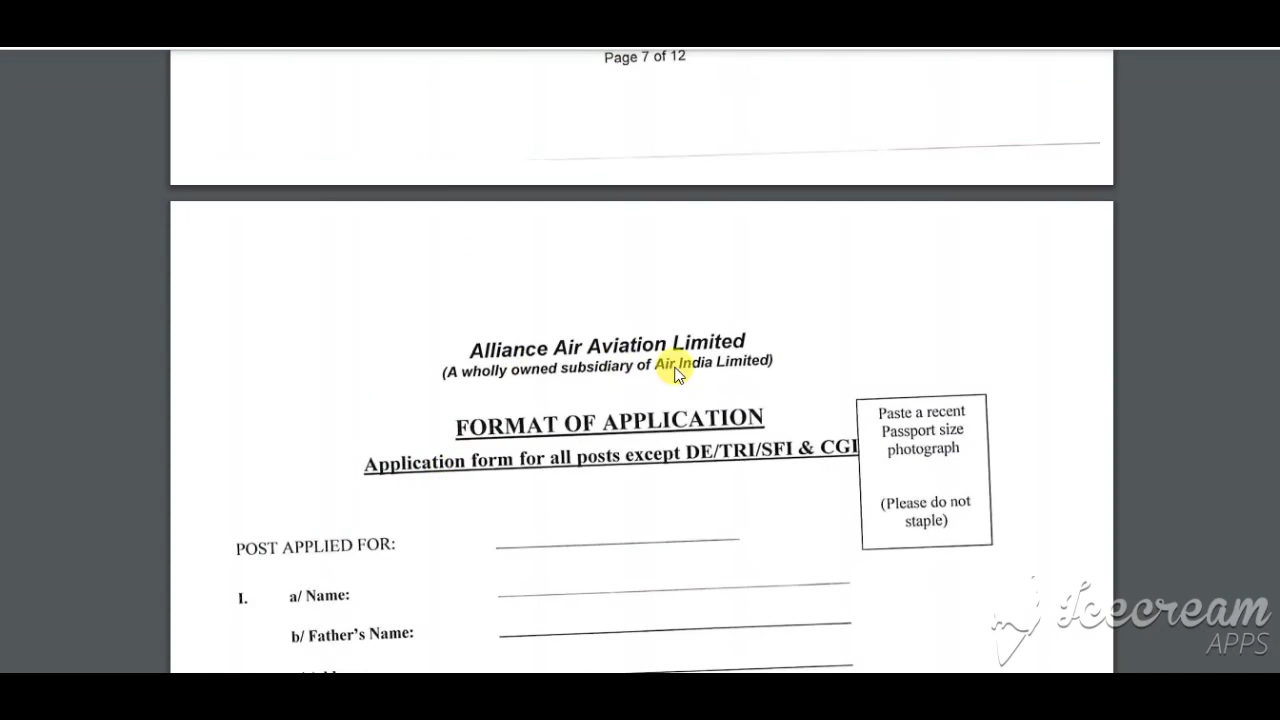 Page 7 of 12
Alliance Air Aviation Limited
(A wholly owned subsidiary of Air India Limited)
FORMAT OF APPLICATION
Application form for all posts except DE/TRI/SFI & CGI
Paste a recent
Passport size
photograph
(Please do not
staple)
POST APPLIED FOR:
I. a/ Name:
b/ Father's Name:
Icecream
APPS